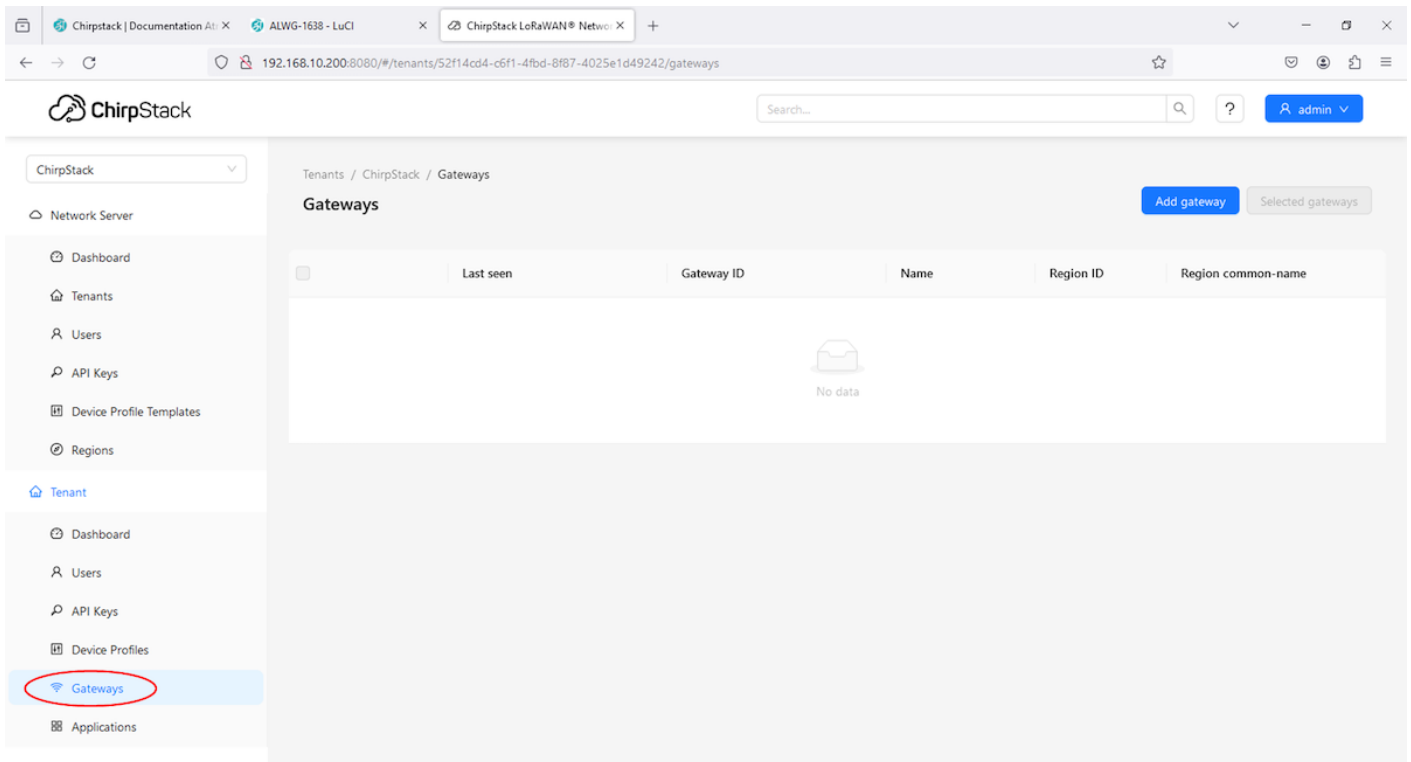 Chirpstack | Documentation At
ALWG-1638 - LuCI
ChirpStack LoRaWAN® Networ
192.168.10.200:8080/#/tenants/52f14cd4-c6f1-4fbd-8f87-4025e1d49242/gateways
ChirpStack
Search...
?
admin
ChirpStack
Tenants / ChirpStack / Gateways
Gateways
Add gateway
Selected gateways
Network Server
Dashboard
Tenants
Users
API Keys
Device Profile Templates
Regions
Tenant
Dashboard
Users
API Keys
Device Profiles
Gateways
Applications
Last seen
Gateway ID
Name
Region ID
Region common-name
No data